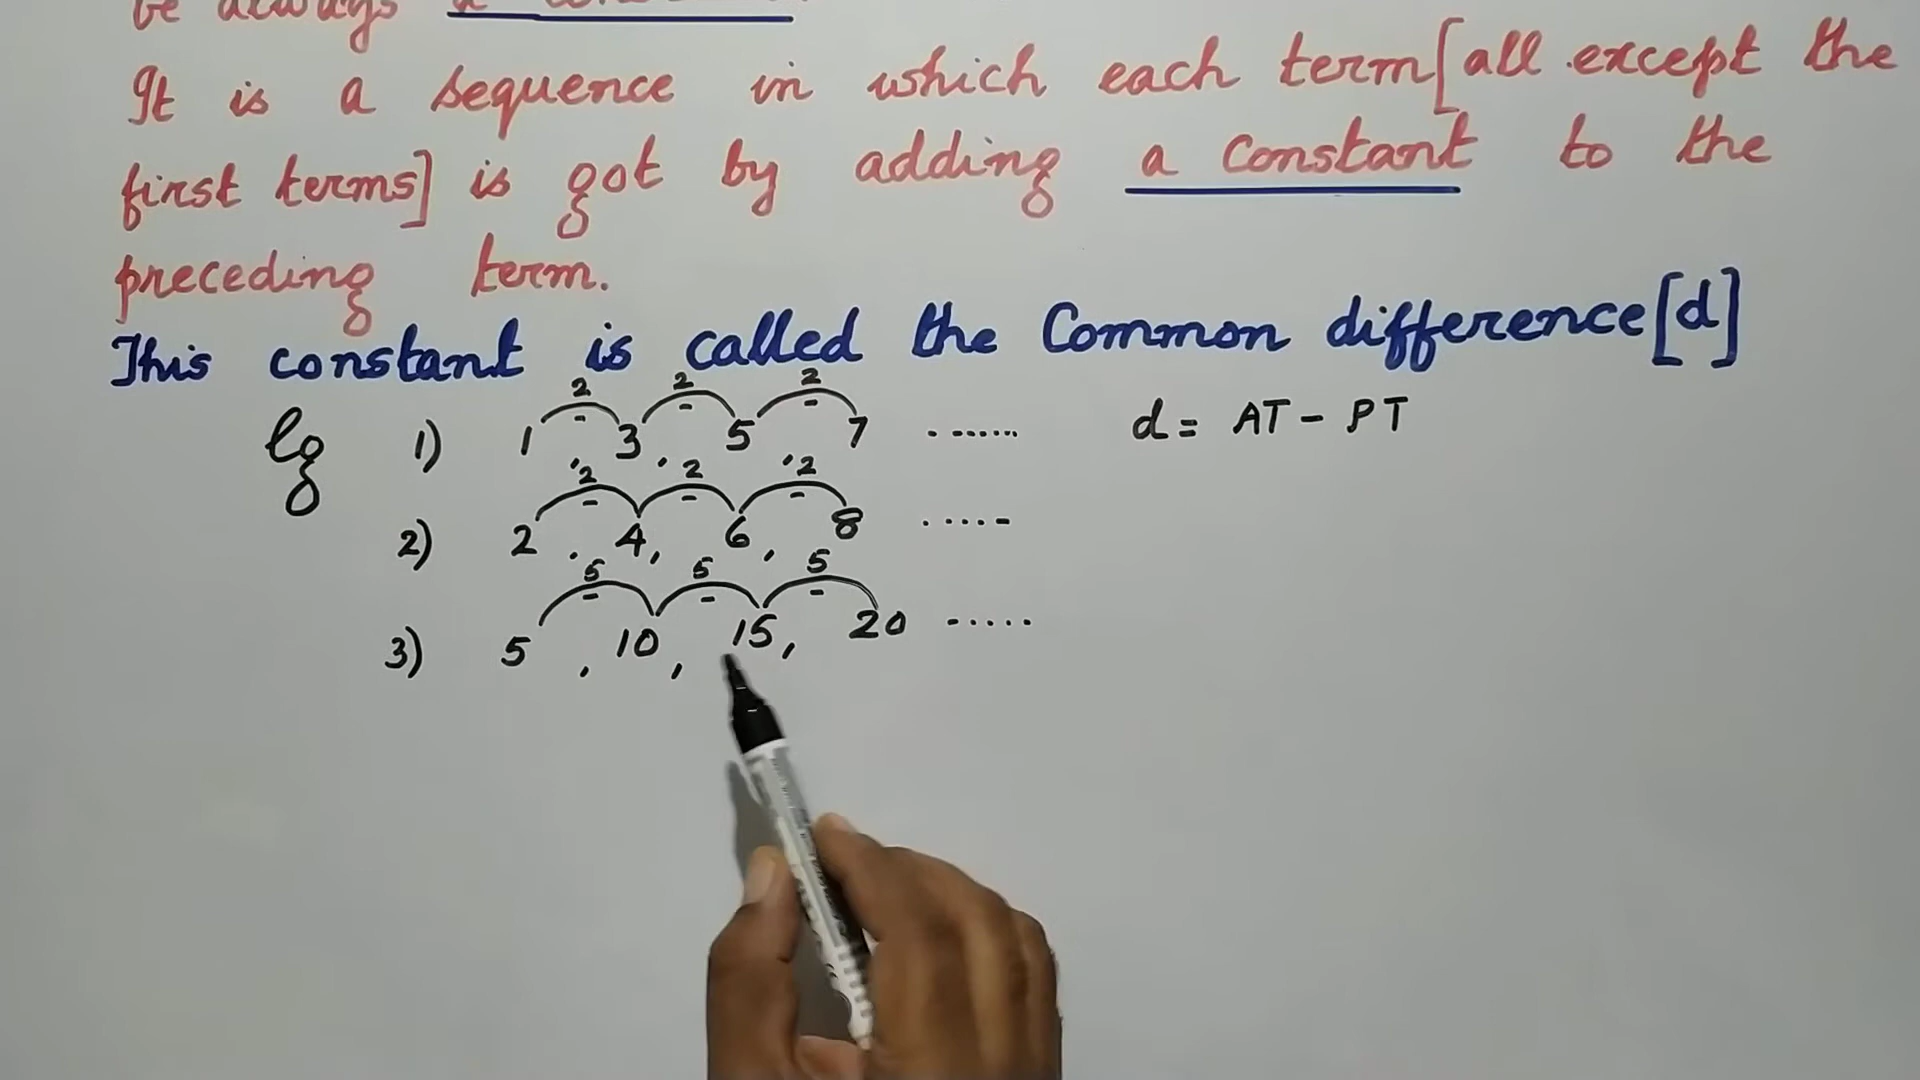 be always a
It is a sequence in which each term [all except the
first terms] is got by adding a constant to the
preceding term.
This constant is called the Common difference [d]
2 2 2
Eg 1) 1, 3, 5, 7 ....... d = AT - PT
2 2 2
2) 2, 4, 6, 8 .....
5 5 5
3) 5, 10, 15, 20 ......